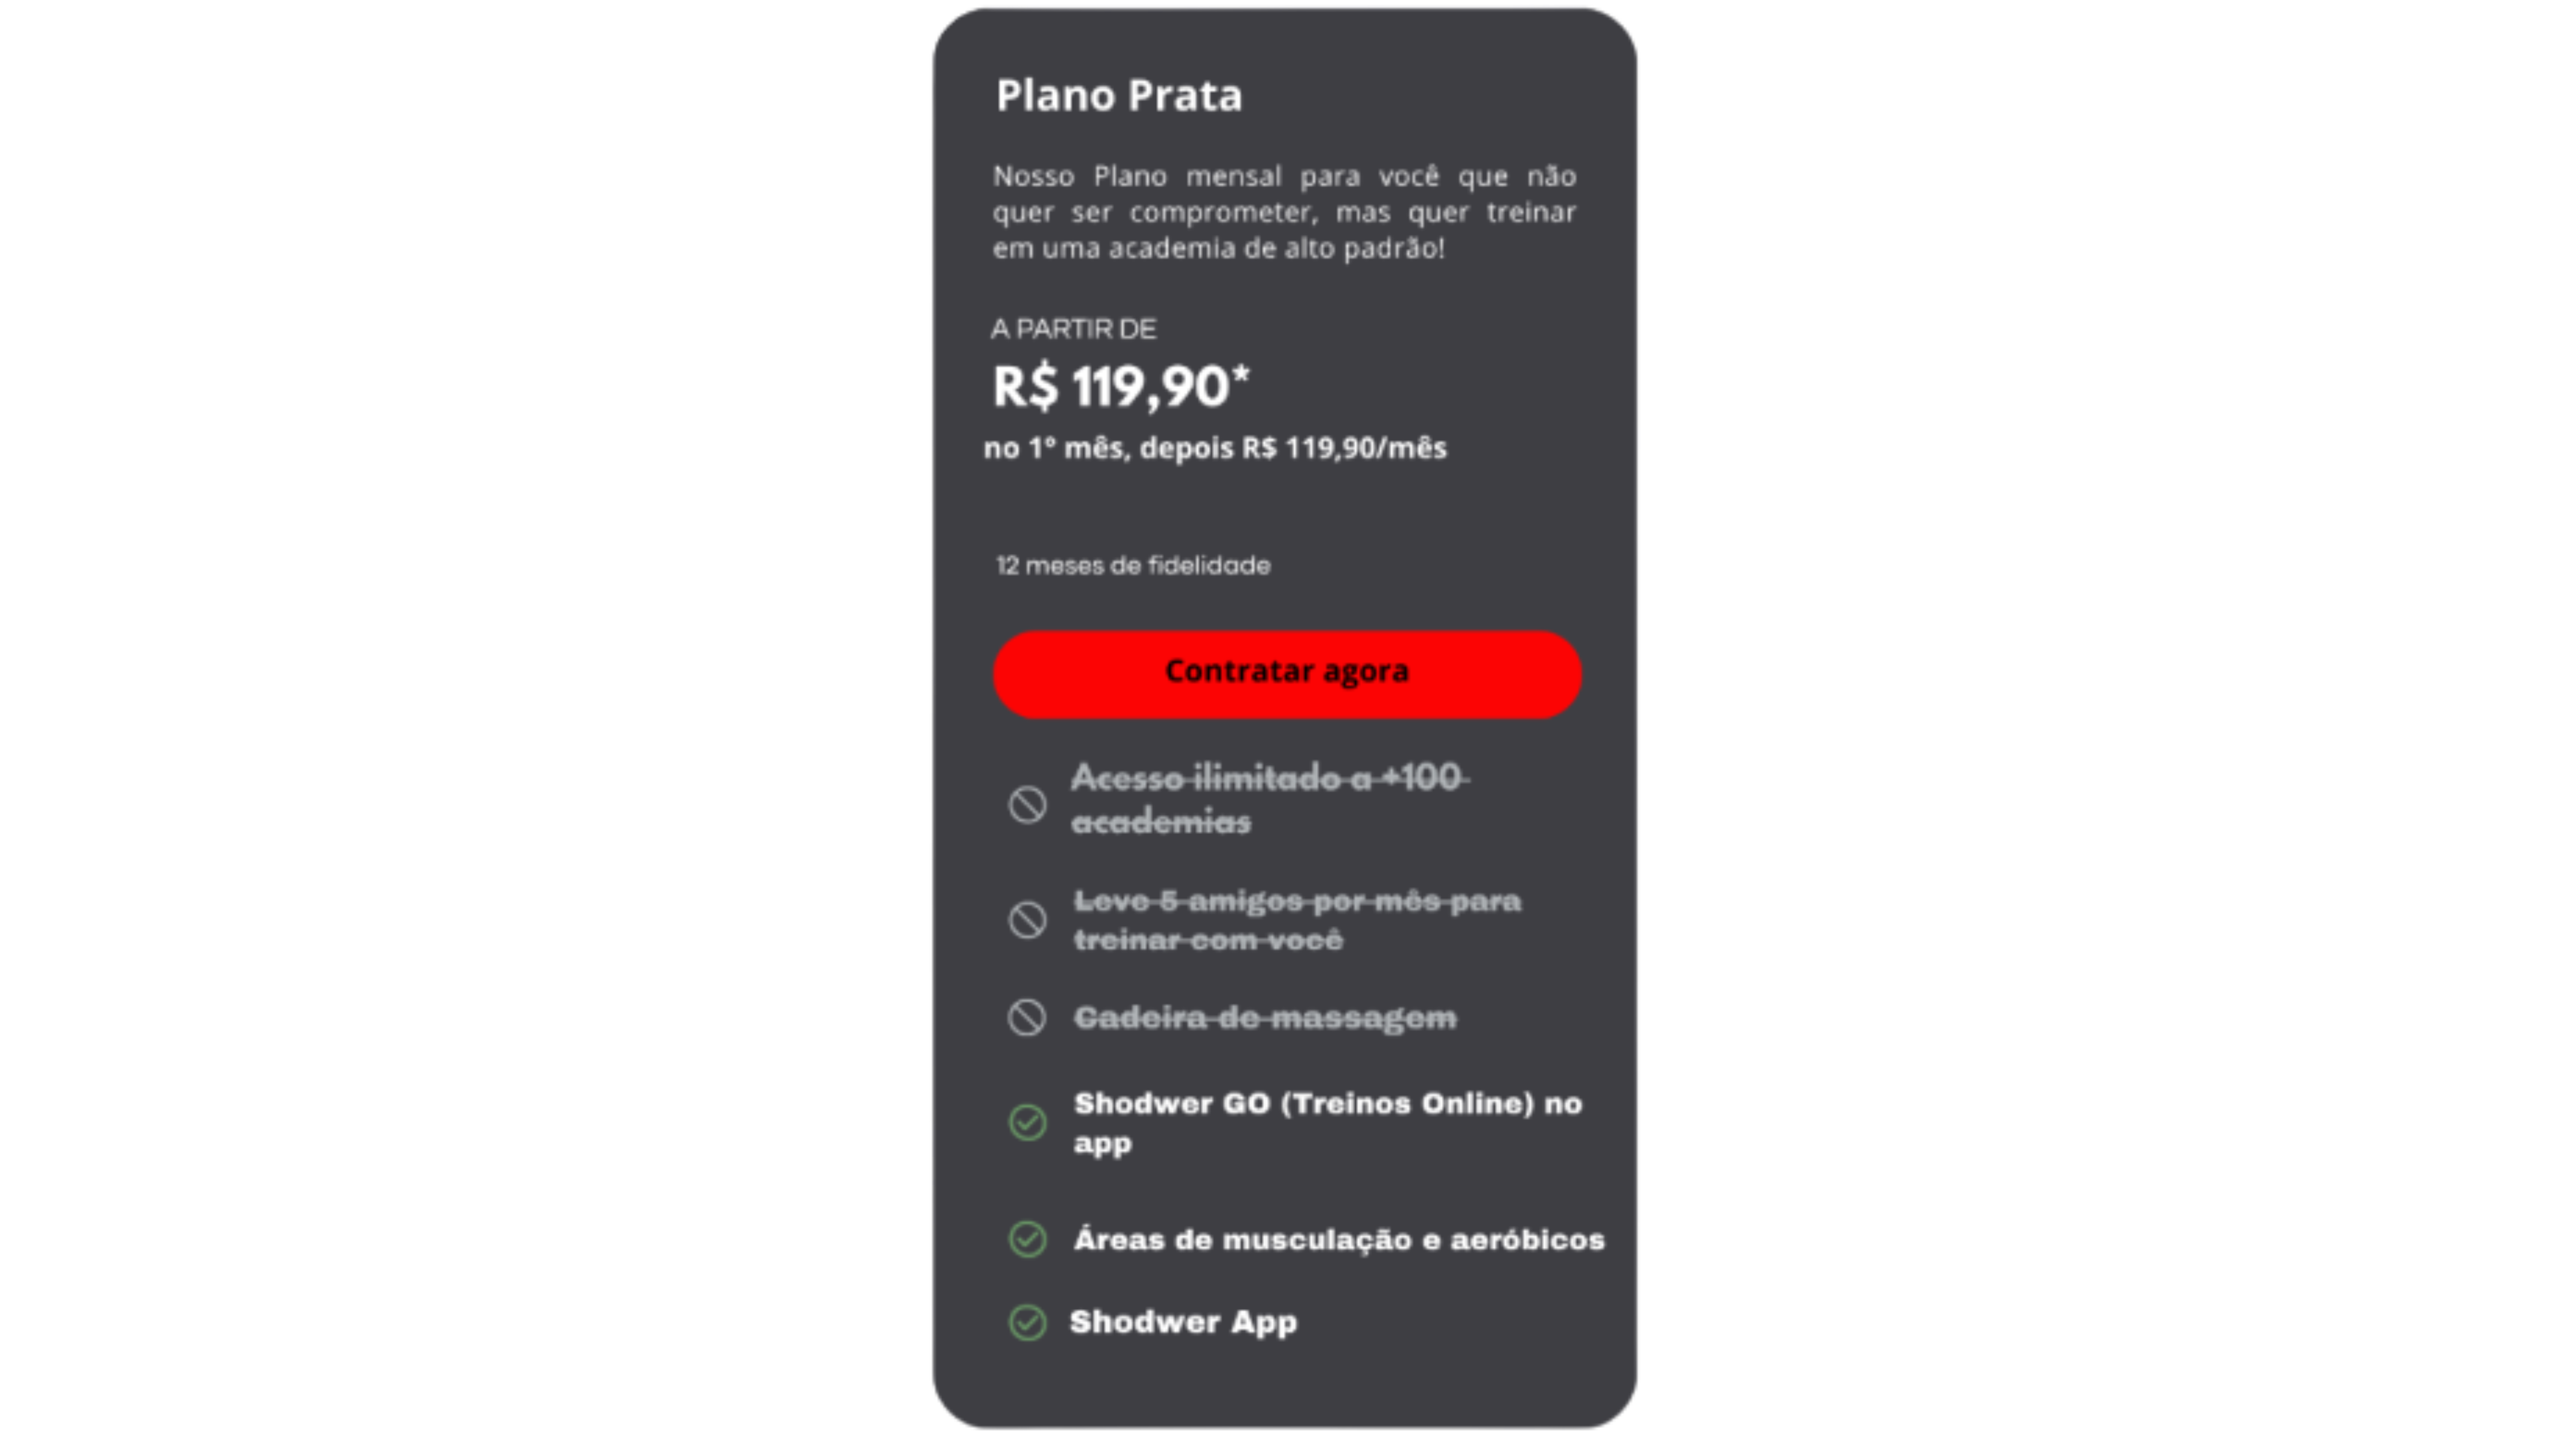 Plano Prata
Nosso Plano mensal para você que não
quer ser comprometer, mas quer treinar
em uma academia de alto padrão!
A PARTIR DE
R$ 119,90*
no 1º mês, depois R$ 119,90/mês
12 meses de fidelidade
Contratar agora
Acesso ilimitado a +100
academias
Leve 5 amigos por mês para
treinar com você
Cadeira de massagem
Shodwer GO (Treinos Online) no
app
Áreas de musculação e aeróbicos
Shodwer App